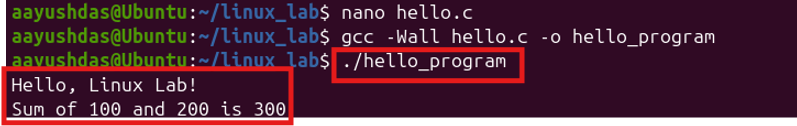 aayushdas@Ubuntu:~/linux_lab$ nano hello.c
aayushdas@Ubuntu:~/linux_lab$ gcc -Wall hello.c -o hello_program
aayushdas@Ubuntu:~/linux_lab$ ./hello_program
Hello, Linux Lab!
Sum of 100 and 200 is 300